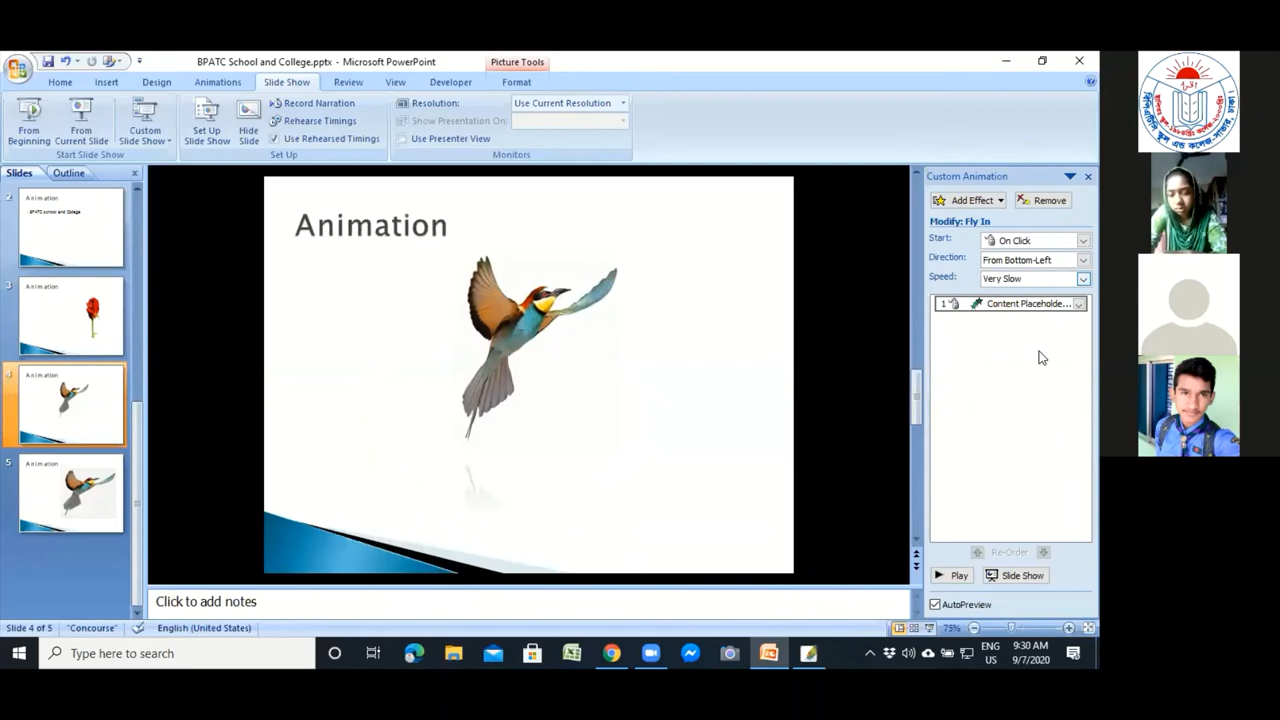 BPATC School and College.pptx - Microsoft PowerPoint
Picture Tools
Home
Insert
Design
Animations
Slide Show
Review
View
Developer
Format
From Beginning
From Current Slide
Custom Slide Show
Start Slide Show
Set Up Slide Show
Hide Slide
Record Narration
Rehearse Timings
Use Rehearsed Timings
Set Up
Resolution:
Use Current Resolution
Show Presentation On:
Use Presenter View
Monitors
Slides
Outline
2
Animation
BPATC school and College
3
Animation
4
Animation
5
Animation
Animation
Click to add notes
Custom Animation
Add Effect
Remove
Modify: Fly In
Start:
On Click
Direction:
From Bottom-Left
Speed:
Very Slow
1
Content Placeholde...
Re-Order
Play
Slide Show
AutoPreview
Slide 4 of 5
"Concourse"
English (United States)
75%
Type here to search
ENG
US
9:30 AM
9/7/2020